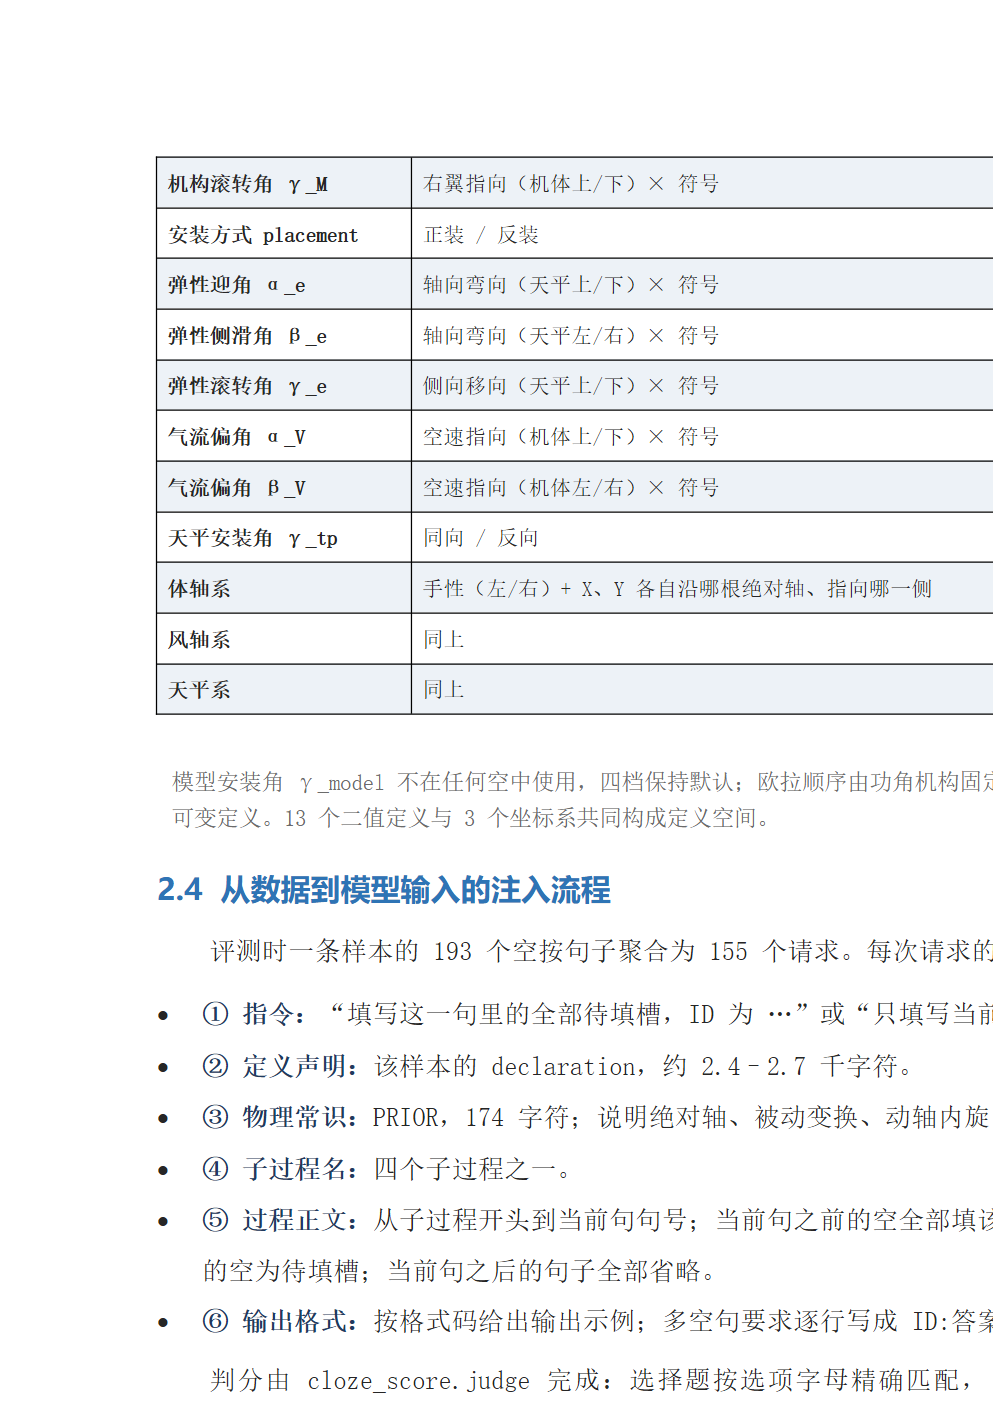 机构滚转角 γ_M 右翼指向（机体上/下）× 符号
安装方式 placement 正装 / 反装
弹性迎角 α_e 轴向弯向（天平上/下）× 符号
弹性侧滑角 β_e 轴向弯向（天平左/右）× 符号
弹性滚转角 γ_e 侧向移向（天平上/下）× 符号
气流偏角 α_V 空速指向（机体上/下）× 符号
气流偏角 β_V 空速指向（机体左/右）× 符号
天平安装角 γ_tp 同向 / 反向
体轴系 手性（左/右）+ X、Y 各自沿哪根绝对轴、指向哪一侧
风轴系 同上
天平系 同上
模型安装角 γ_model 不在任何空中使用，四档保持默认；欧拉顺序由功角机构固定
可变定义。13 个二值定义与 3 个坐标系共同构成定义空间。
2.4 从数据到模型输入的注入流程
评测时一条样本的 193 个空按句子聚合为 155 个请求。每次请求的
• ① 指令：“填写这一句里的全部待填槽，ID 为 …”或“只填写当前
• ② 定义声明：该样本的 declaration，约 2.4–2.7 千字符。
• ③ 物理常识：PRIOR，174 字符；说明绝对轴、被动变换、动轴内旋
• ④ 子过程名：四个子过程之一。
• ⑤ 过程正文：从子过程开头到当前句句号；当前句之前的空全部填该
的空为待填槽；当前句之后的句子全部省略。
• ⑥ 输出格式：按格式码给出输出示例；多空句要求逐行写成 ID:答案
判分由 cloze_score.judge 完成：选择题按选项字母精确匹配，